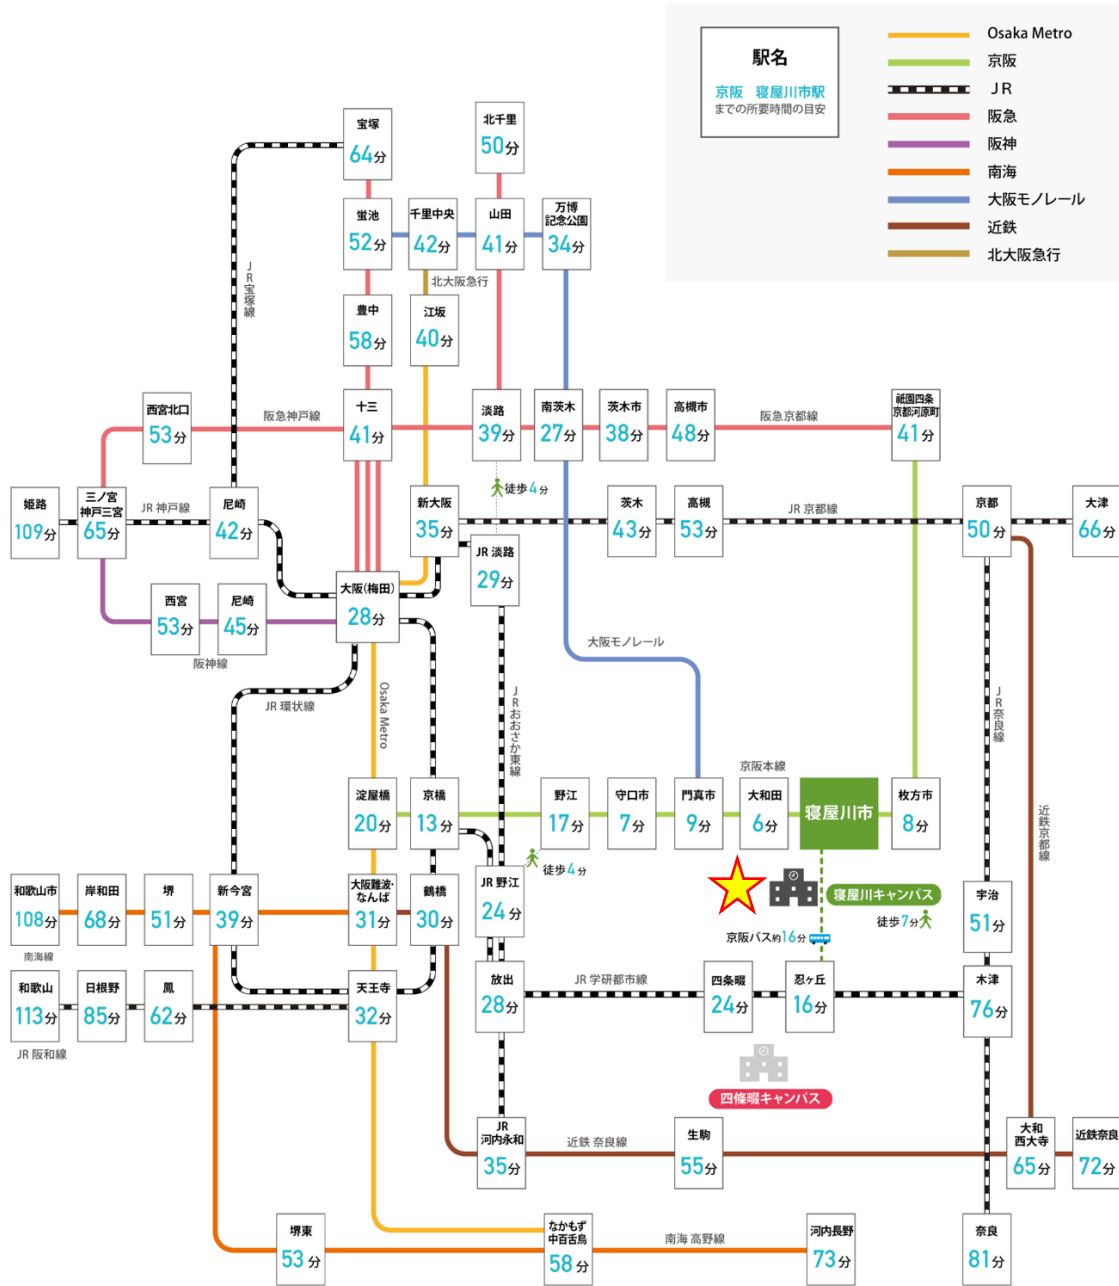 駅名
京阪 寝屋川市駅
までの所要時間の目安
Osaka Metro
京阪
JR
阪急
阪神
南海
大阪モノレール
近鉄
北大阪急行
宝塚
64分
北千里
50分
蛍池
52分
千里中央
42分
山田
41分
万博
記念公園
34分
JR宝塚線
北大阪急行
豊中
58分
江坂
40分
西宮北口
53分
阪急神戸線
十三
41分
淡路
39分
南茨木
27分
茨木市
38分
高槻市
48分
阪急京都線
祗園四条
京都河原町
41分
徒歩4分
姫路
109分
三ノ宮
神戸三宮
65分
JR 神戸線
尼崎
42分
新大阪
35分
茨木
43分
高槻
53分
JR 京都線
京都
50分
大津
66分
JR 淡路
29分
大阪(梅田)
28分
西宮
53分
尼崎
45分
阪神線
大阪モノレール
JR 環状線
Osaka Metro
JRおおさか東線
JR奈良線
京阪本線
淀屋橋
20分
京橋
13分
野江
17分
守口市
7分
門真市
9分
大和田
6分
寝屋川市
枚方市
8分
近鉄京都線
徒歩4分
和歌山市
108分
岸和田
68分
堺
51分
新今宮
39分
大阪難波・
なんば
31分
鶴橋
30分
JR 野江
24分
寝屋川キャンパス
徒歩7分
宇治
51分
南海線
京阪バス約16分
和歌山
113分
日根野
85分
鳳
62分
天王寺
32分
放出
28分
JR 学研都市線
四条畷
24分
忍ケ丘
16分
木津
76分
JR 阪和線
四條畷キャンパス
JR
河内永和
35分
近鉄 奈良線
生駒
55分
大和
西大寺
65分
近鉄奈良
72分
堺東
53分
なかもず
中百舌鳥
58分
南海 高野線
河内長野
73分
奈良
81分